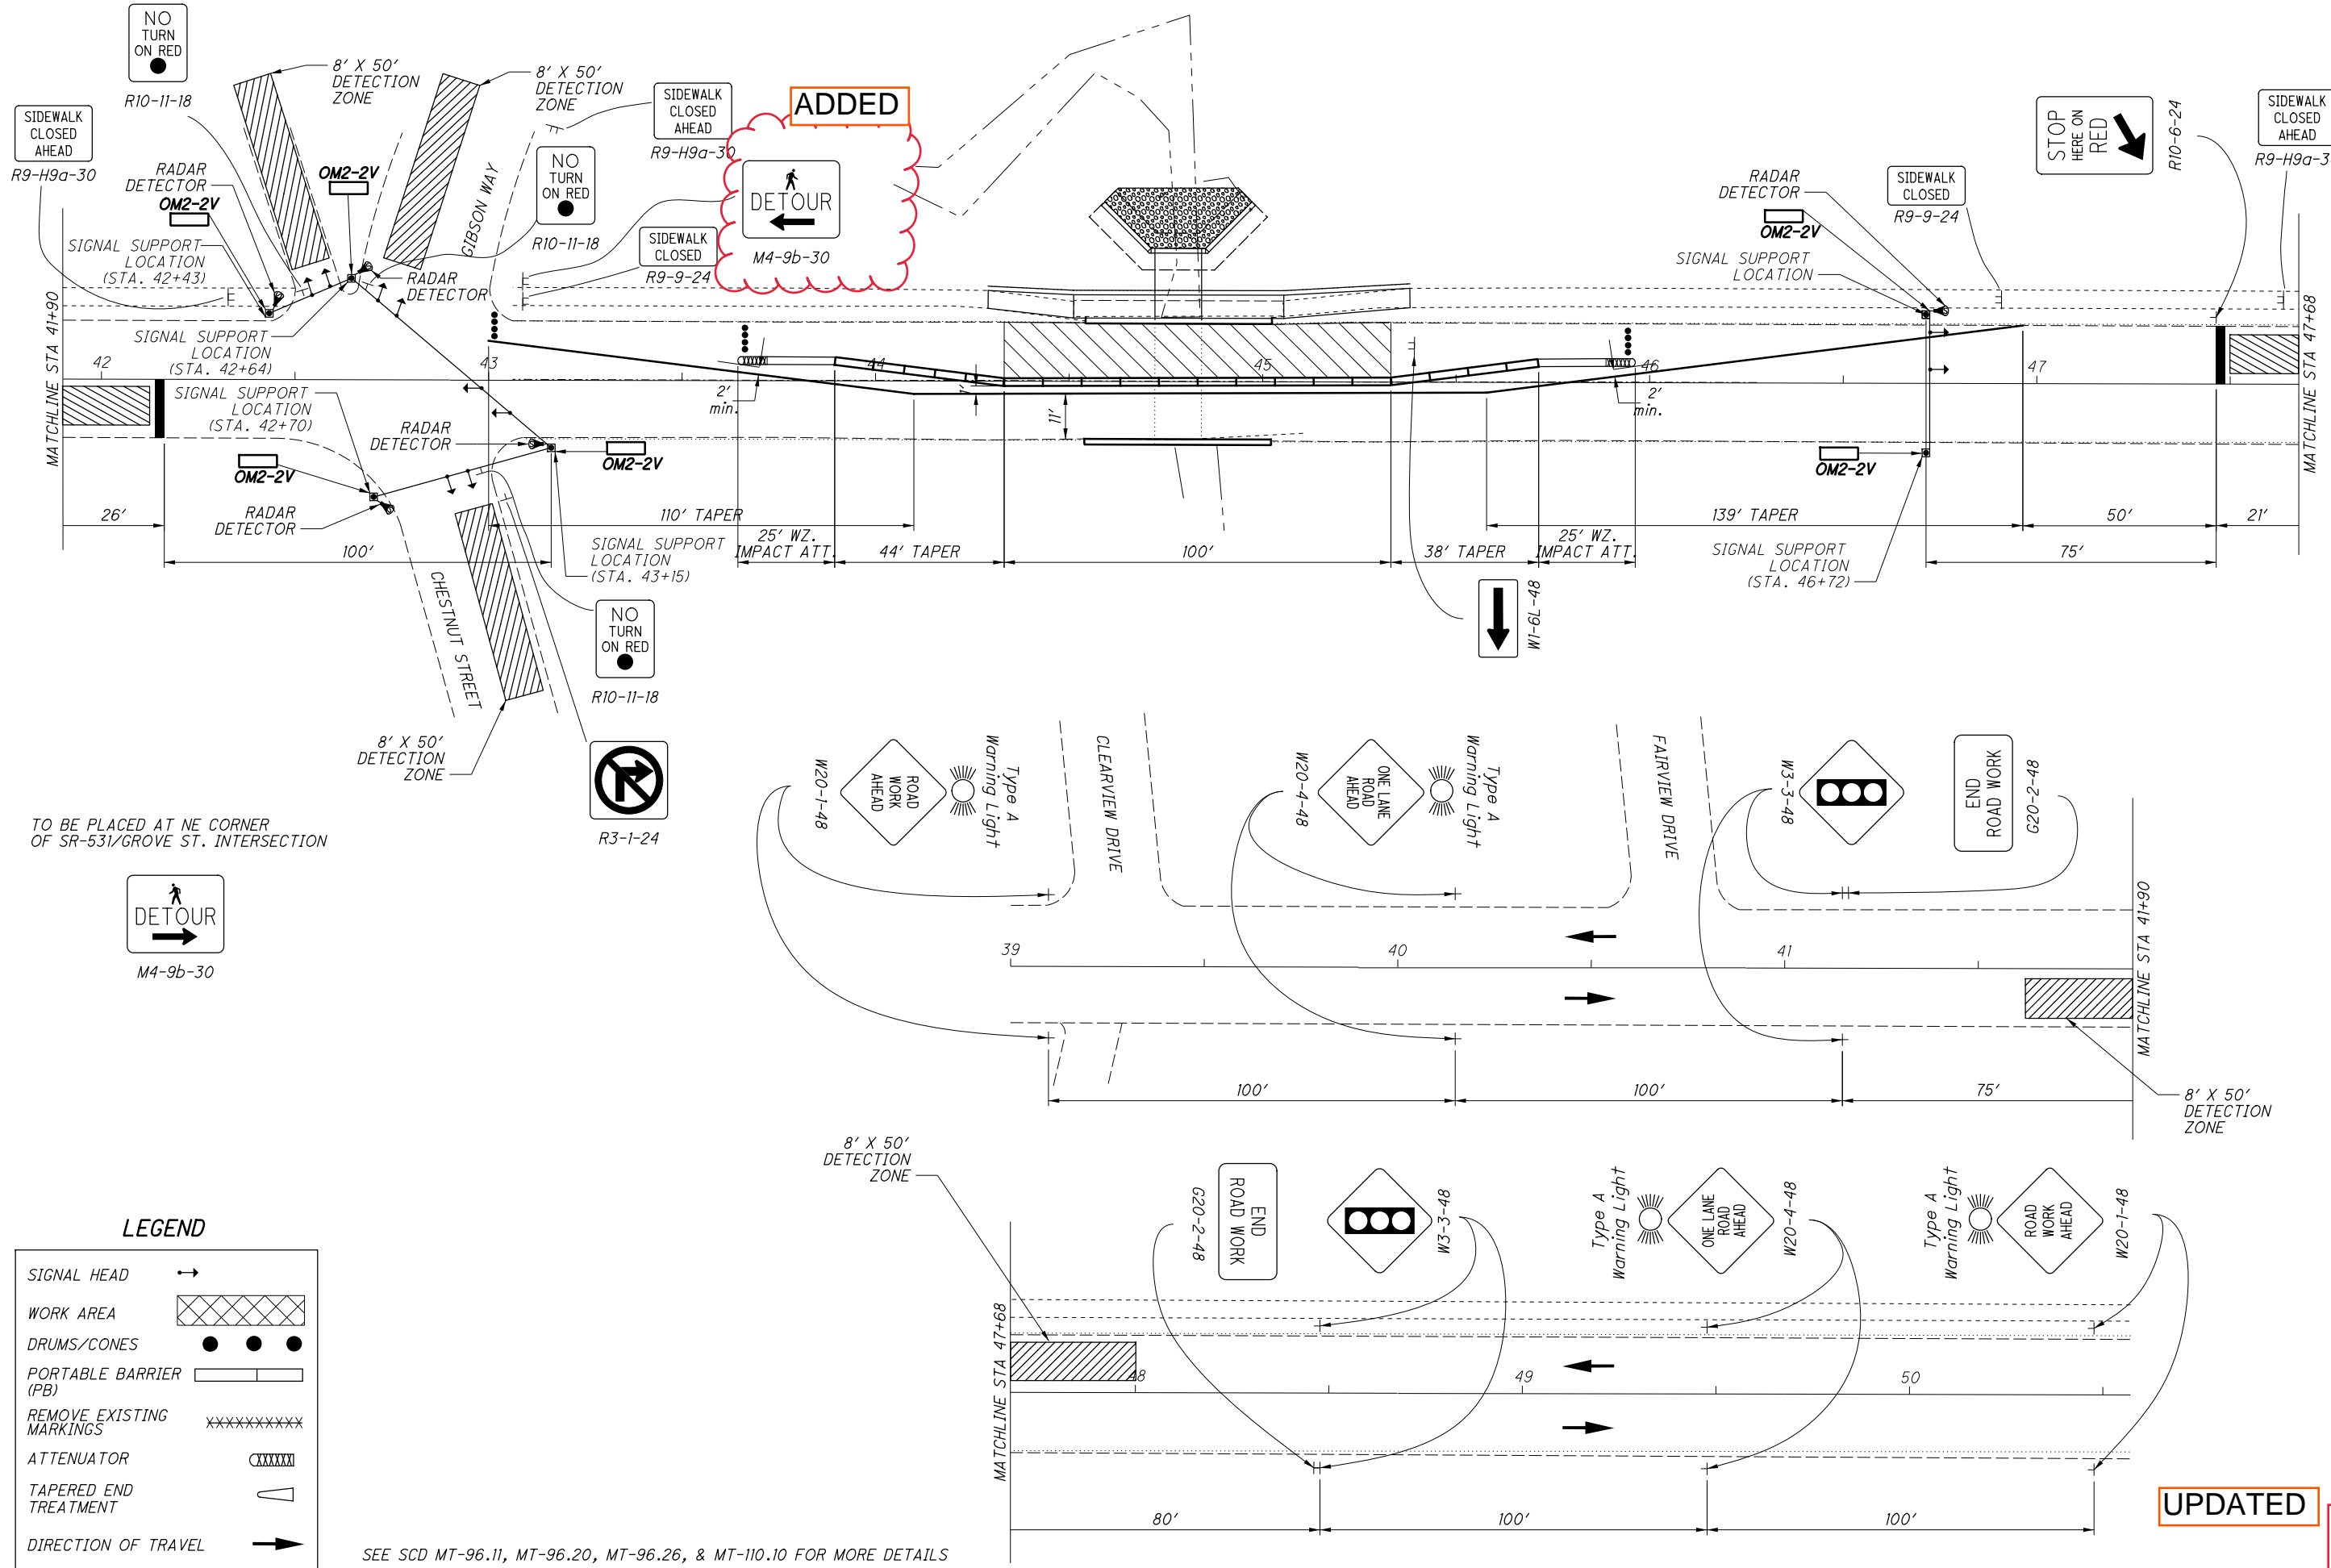 NO
TURN
ON RED
R10-11-18
8' X 50'
DETECTION
ZONE
8' X 50'
DETECTION
ZONE
SIDEWALK
CLOSED
AHEAD
R9-H9a-30
SIDEWALK
CLOSED
AHEAD
R9-H9a-30
ADDED
DETOUR
M4-9b-30
NO
TURN
ON RED
R10-11-18
SIDEWALK
CLOSED
R9-9-24
GIBSON WAY
RADAR
DETECTOR
OM2-2V
OM2-2V
SIGNAL SUPPORT
LOCATION
(STA. 42+43)
RADAR
DETECTOR
SIGNAL SUPPORT
LOCATION
(STA. 42+64)
SIGNAL SUPPORT
LOCATION
(STA. 42+70)
RADAR
DETECTOR
OM2-2V
OM2-2V
RADAR
DETECTOR
MATCHLINE STA 41+90
42
43
44
45
46
47
2'
min.
1'
11'
2'
min.
STOP
HERE ON
RED
R10-6-24
SIDEWALK
CLOSED
AHEAD
R9-H9a-3
RADAR
DETECTOR
OM2-2V
SIDEWALK
CLOSED
R9-9-24
SIGNAL SUPPORT
LOCATION
OM2-2V
MATCHLINE STA 47+68
26'
100'
110' TAPER
25' WZ.
IMPACT ATT.
44' TAPER
100'
38' TAPER
25' WZ.
IMPACT ATT.
139' TAPER
50'
21'
75'
SIGNAL SUPPORT
LOCATION
(STA. 43+15)
SIGNAL SUPPORT
LOCATION
(STA. 46+72)
W1-6L-48
CHESTNUT STREET
NO
TURN
ON RED
R10-11-18
8' X 50'
DETECTION
ZONE
R3-1-24
TO BE PLACED AT NE CORNER
OF SR-531/GROVE ST. INTERSECTION
DETOUR
M4-9b-30
W20-1-48
ROAD
WORK
AHEAD
Type A
Warning Light
CLEARVIEW DRIVE
W20-4-48
ONE LANE
ROAD
AHEAD
Type A
Warning Light
FAIRVIEW DRIVE
W3-3-48
END
ROAD WORK
G20-2-48
39
40
41
MATCHLINE STA 41+90
100'
100'
75'
8' X 50'
DETECTION
ZONE
8' X 50'
DETECTION
ZONE
G20-2-48
END
ROAD WORK
W3-3-48
Type A
Warning Light
ONE LANE
ROAD
AHEAD
W20-4-48
Type A
Warning Light
ROAD
WORK
AHEAD
W20-1-48
MATCHLINE STA 47+68
48
49
50
80'
100'
100'
UPDATED
LEGEND
SIGNAL HEAD
WORK AREA
DRUMS/CONES
PORTABLE BARRIER
(PB)
REMOVE EXISTING
MARKINGS
ATTENUATOR
TAPERED END
TREATMENT
DIRECTION OF TRAVEL
SEE SCD MT-96.11, MT-96.20, MT-96.26, & MT-110.10 FOR MORE DETAILS